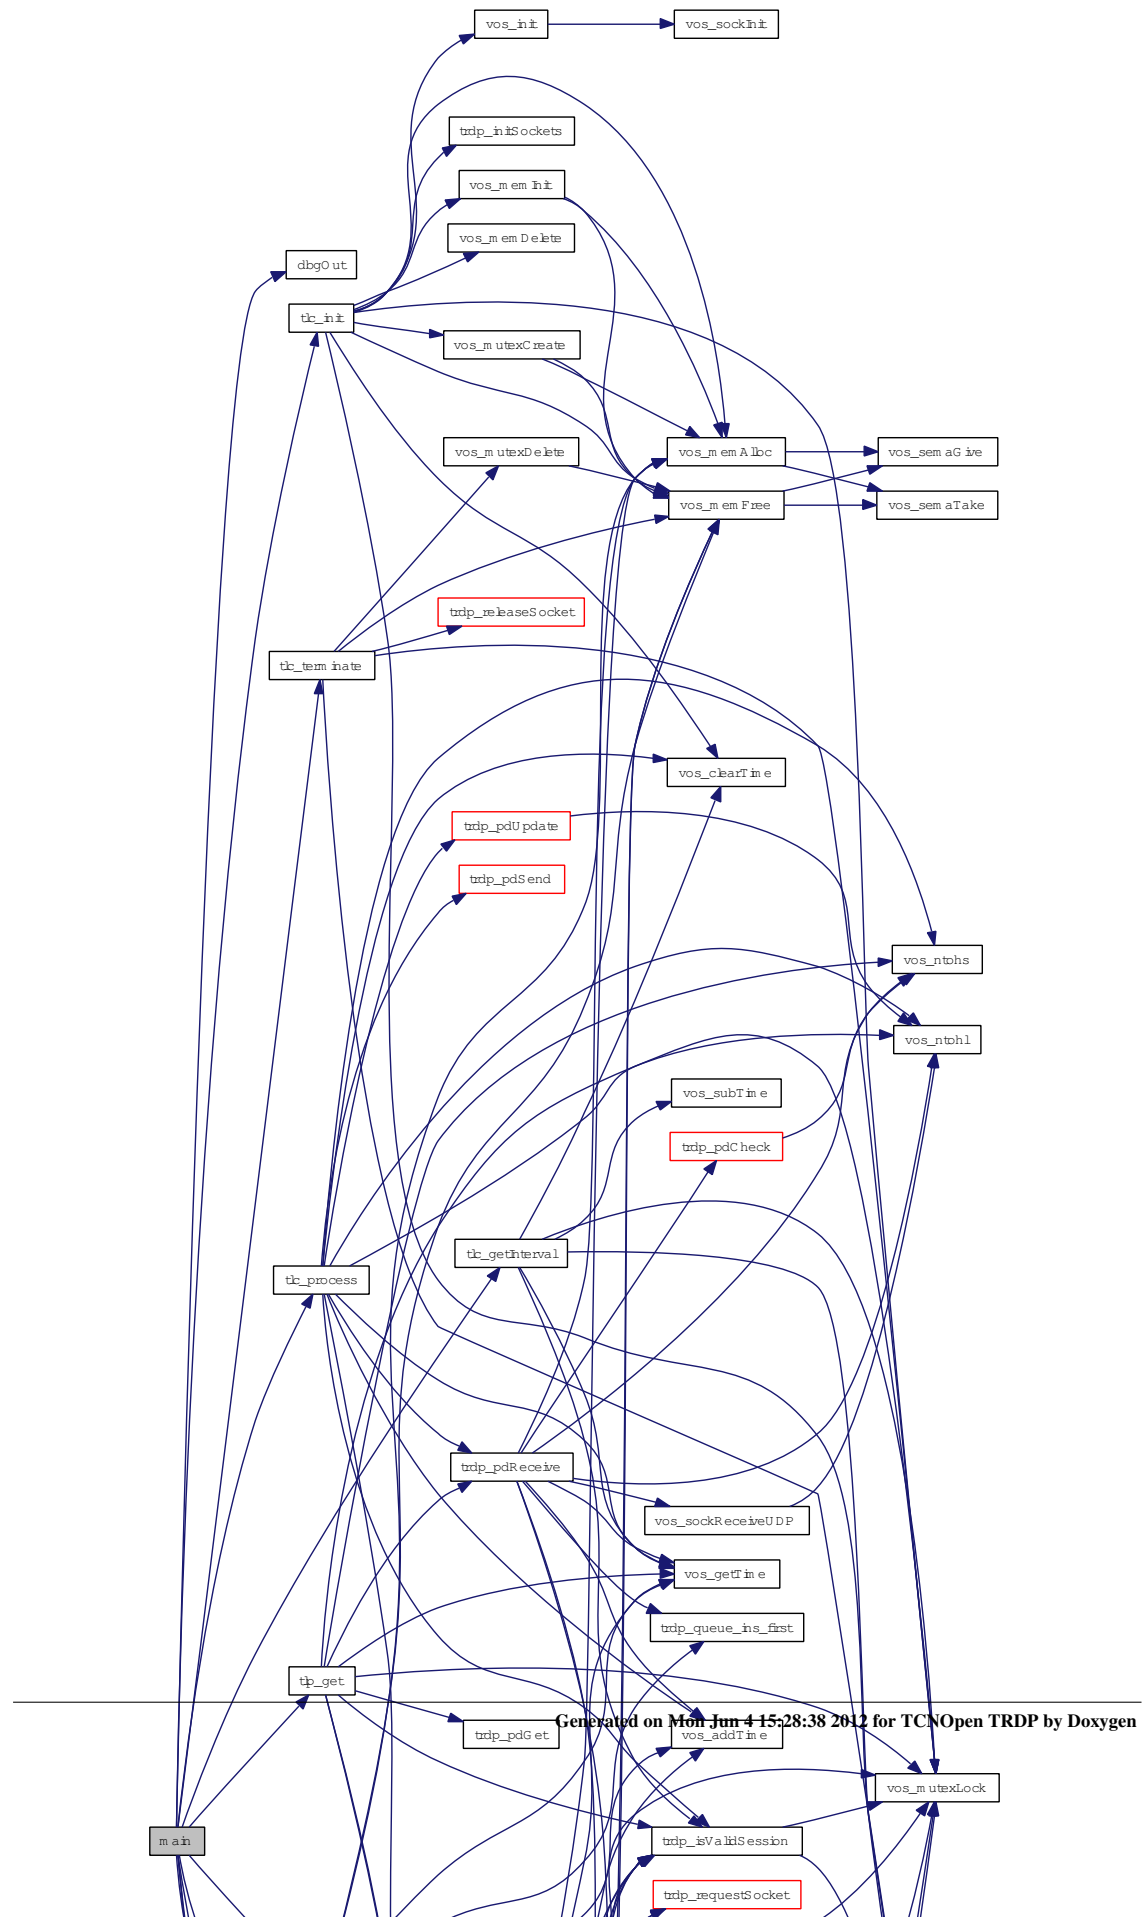 vos_init
vos_sockInit
trdp_initSockets
vos_memInit
vos_memDelete
dbgOut
tlc_init
vos_mutexCreate
vos_mutexDelete
vos_memAlloc
vos_semaGive
vos_memFree
vos_semaTake
trdp_releaseSocket
tlc_terminate
vos_clearTime
trdp_pdUpdate
trdp_pdSend
vos_ntohs
vos_ntohl
vos_subTime
trdp_pdCheck
tlc_getInterval
tlc_process
trdp_pdReceive
vos_sockReceiveUDP
vos_getTime
trdp_queue_ins_first
tlp_get
Generated on Mon Jun 4 15:28:38 2012 for TCNOpen TRDP by Doxygen
trdp_pdGet
vos_addTime
vos_mutexLock
main
trdp_isValidSession
trdp_requestSocket